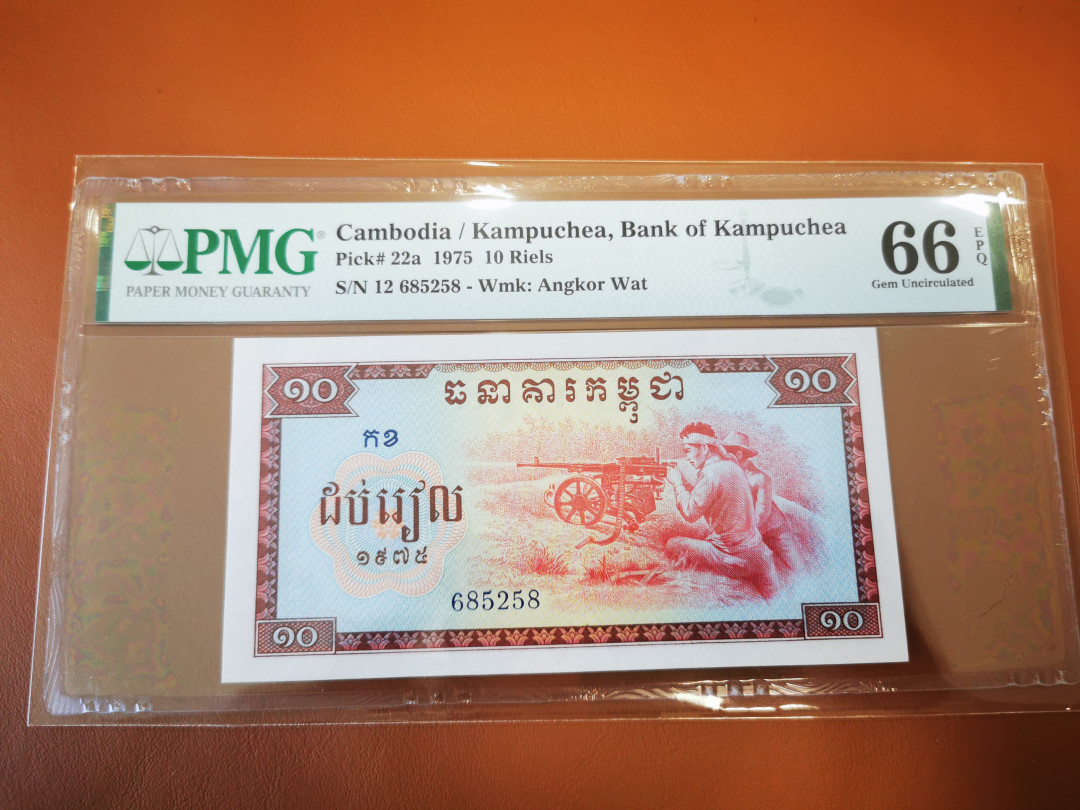 PMG®
PAPER MONEY GUARANTY
Cambodia / Kampuchea, Bank of Kampuchea
Pick# 22a 1975 10 Riels
S/N 12 685258 - Wmk: Angkor Wat
66
EPQ
Gem Uncirculated
១០
ធនាគារកម្ពុជា
១០
កខ
ដប់រៀល
១៩៧៥
685258
១០
១០